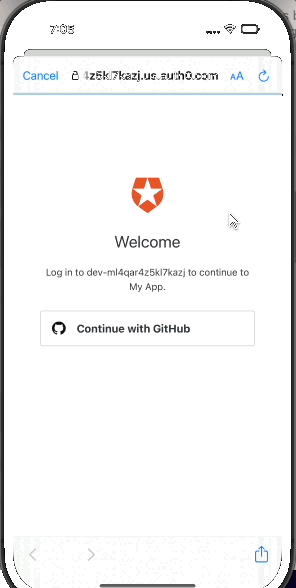 7:05
Cancel
4z5kl7kazj.us.auth0.com
AA
Welcome
Log in to dev-ml4qar4z5kl7kazj to continue to
My App.
Continue with GitHub